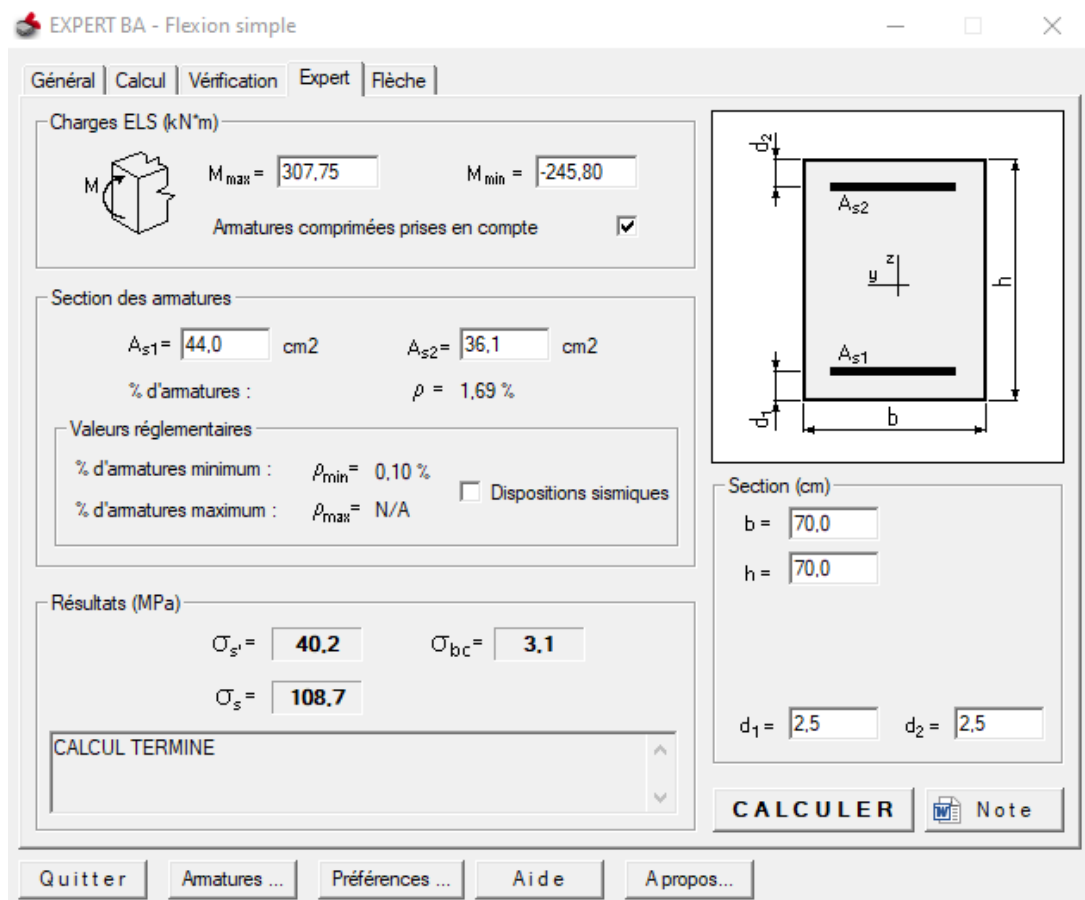 EXPERT BA - Flexion simple
Général Calcul Vérification Expert Flèche
Charges ELS (kN*m)
M M max = 307,75 M min = -245,80
Armatures comprimées prises en compte
Section des armatures
As1= 44,0 cm2 As2= 36,1 cm2
% d'armatures : ρ = 1,69 %
Valeurs réglementaires
% d'armatures minimum : ρmin= 0,10 %
Dispositions sismiques
% d'armatures maximum : ρmax= N/A
Résultats (MPa)
σs'= 40,2 σbc= 3,1
σs= 108,7
CALCUL TERMINE
d2
As2
z
y
h
As1
d1
b
Section (cm)
b = 70,0
h = 70,0
d1 = 2,5 d2 = 2,5
CALCULER Note
Quitter Armatures ... Préférences ... Aide A propos...